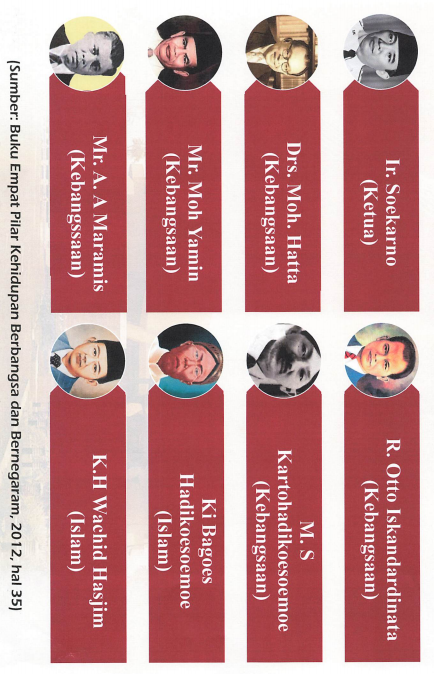 Ir. Soekarno
(Ketua)
R. Otto Iskandardinata
(Kebangsaan)
Drs. Moh. Hatta
(Kebangsaan)
M. S
Kartohadikoesoemoe
(Kebangsaan)
Mr. Moh Yamin
(Kebangsaan)
Ki Bagoes
Hadikoesoemoe
(Islam)
Mr. A. A Maramis
(Kebangssaan)
K.H Wachid Hasjim
(Islam)
(Sumber: Buku Empat Pilar Kehidupan Berbangsa dan Bernegaram, 2012, hal 35)